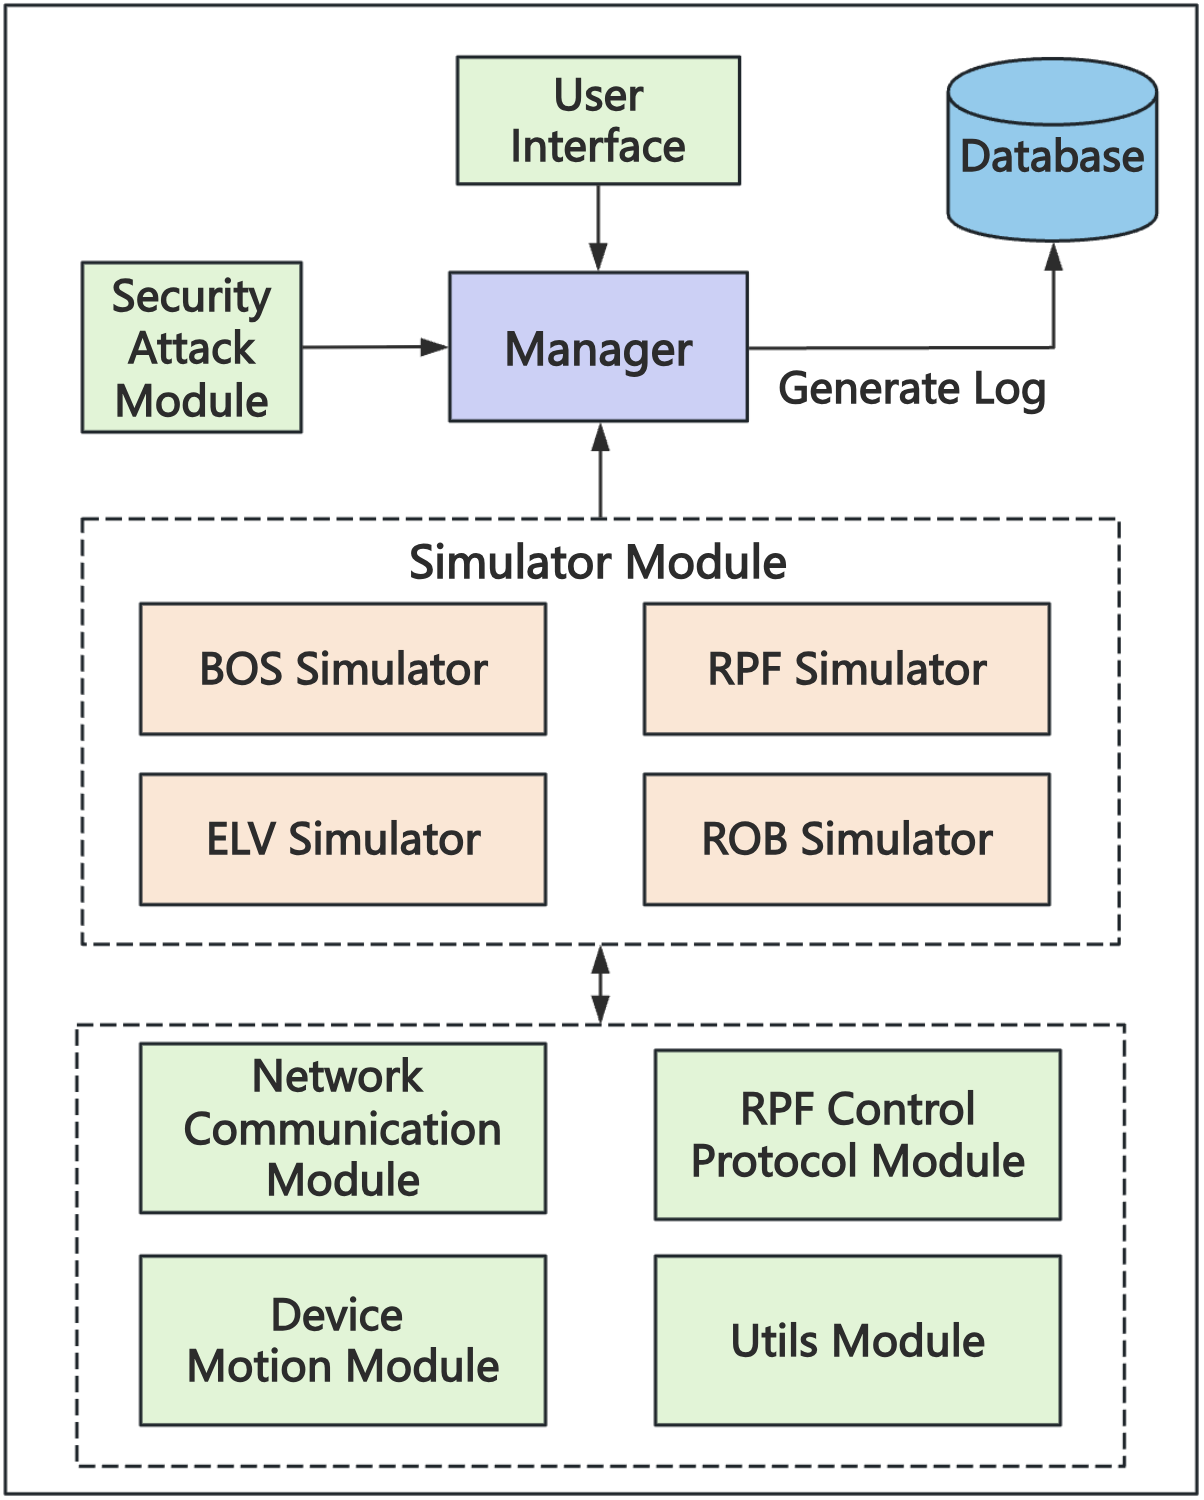 User
Interface
Database
Security
Attack
Module
Manager
Generate Log
Simulator Module
BOS Simulator
RPF Simulator
ELV Simulator
ROB Simulator
Network
Communication
Module
RPF Control
Protocol Module
Device
Motion Module
Utils Module